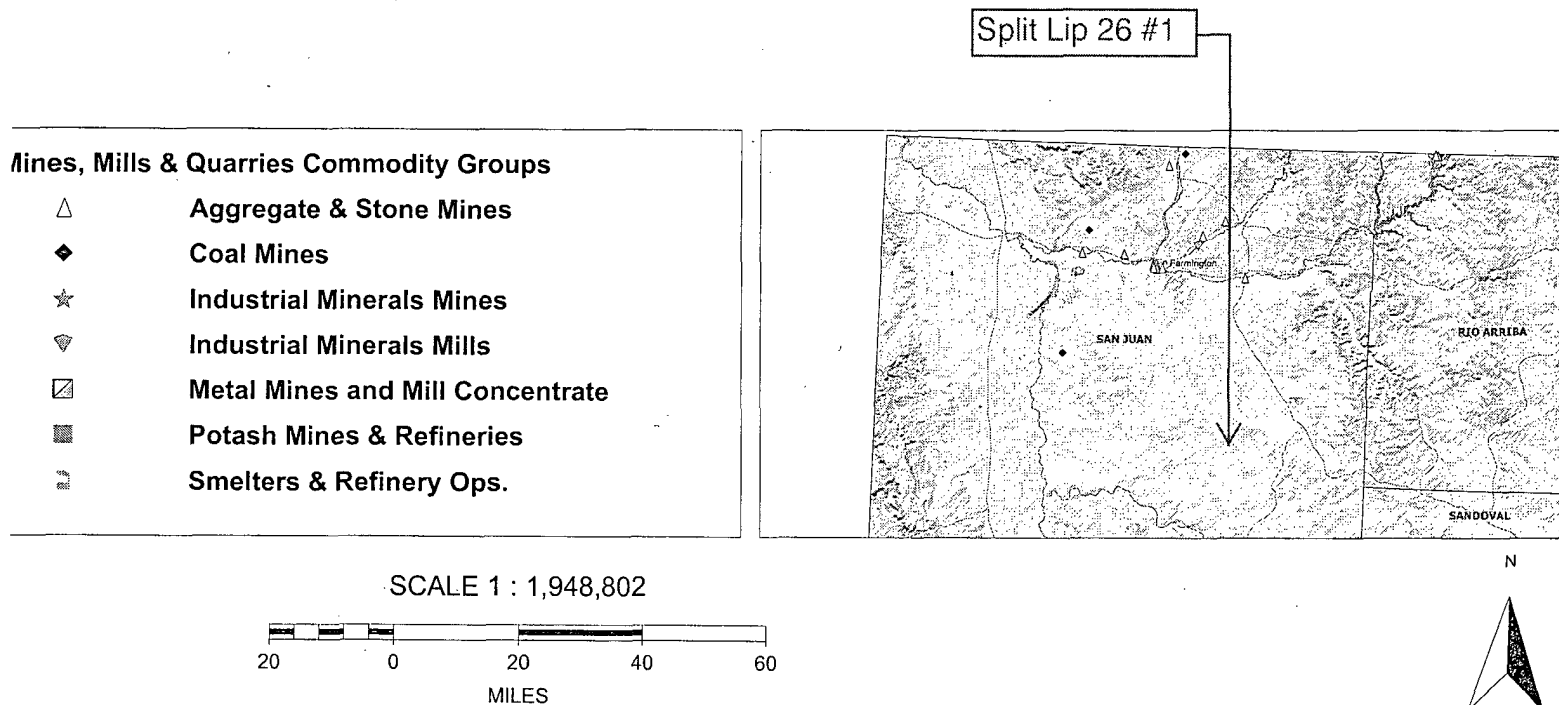 Split Lip 26 #1
Mines, Mills & Quarries Commodity Groups
Aggregate & Stone Mines
Coal Mines
Industrial Minerals Mines
Industrial Minerals Mills
Metal Mines and Mill Concentrate
Potash Mines & Refineries
Smelters & Refinery Ops.
Farmington
SAN JUAN
RIO ARRIBA
SANDOVAL
SCALE 1 : 1,948,802
20 0 20 40 60
MILES
N